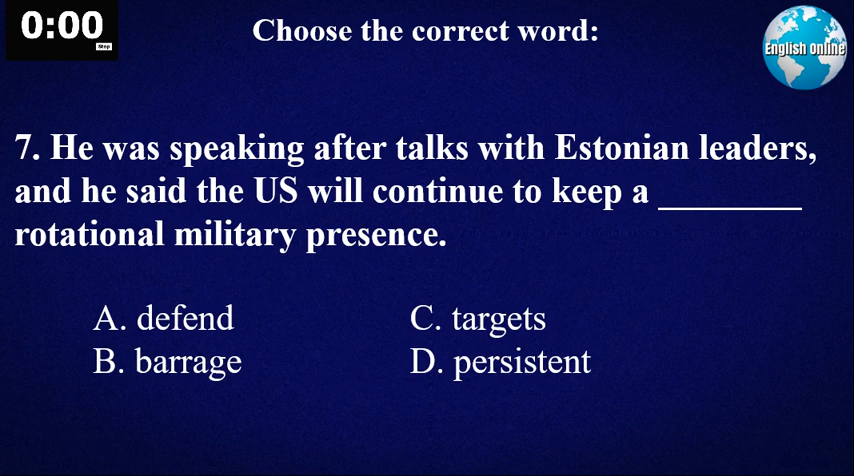 0:00
Stop
Choose the correct word:
English Online
7. He was speaking after talks with Estonian leaders,
and he said the US will continue to keep a ________
rotational military presence.
A. defend
C. targets
B. barrage
D. persistent